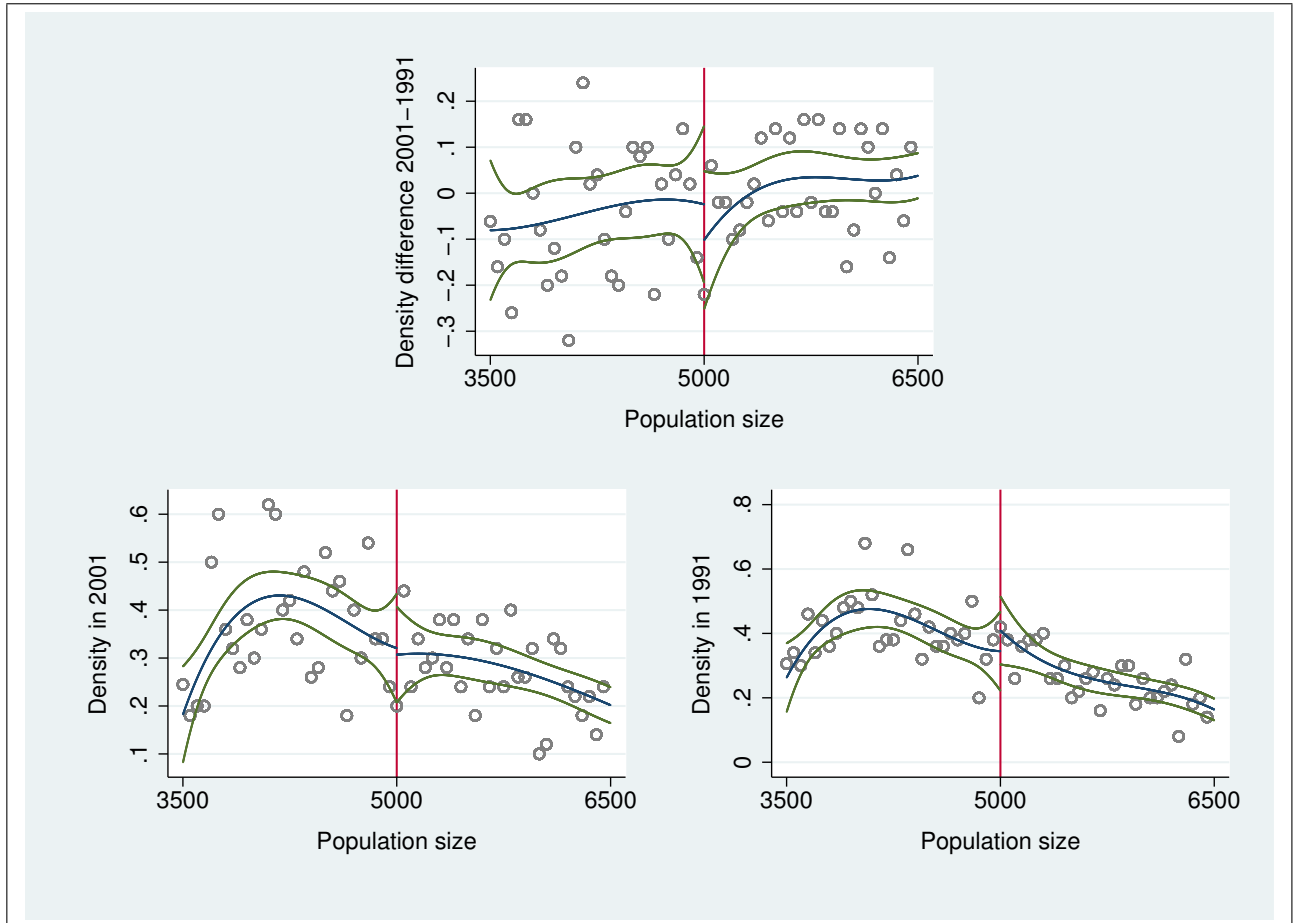 Density difference 2001−1991
.2
.1
0
−.1
−.2
−.3
3500 5000 6500
Population size
Density in 2001
.6
.5
.4
.3
.2
.1
3500 5000 6500
Population size
Density in 1991
.8
.6
.4
.2
0
3500 5000 6500
Population size